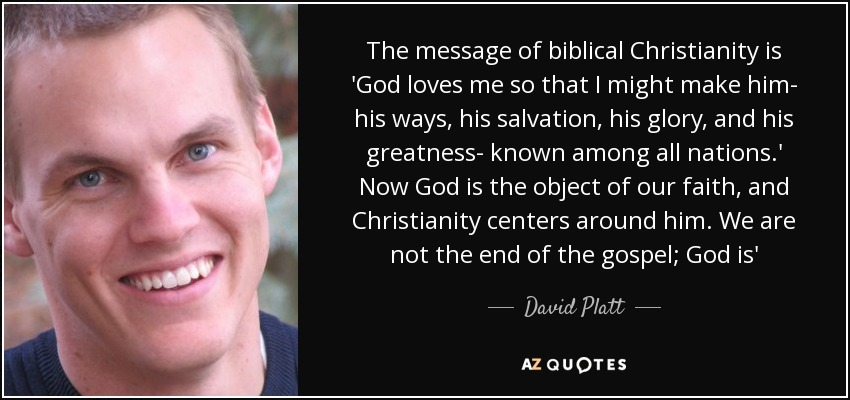 The message of biblical Christianity is
'God loves me so that I might make him-
his ways, his salvation, his glory, and his
greatness- known among all nations.'
Now God is the object of our faith, and
Christianity centers around him. We are
not the end of the gospel; God is'
David Platt
AZ QUOTES